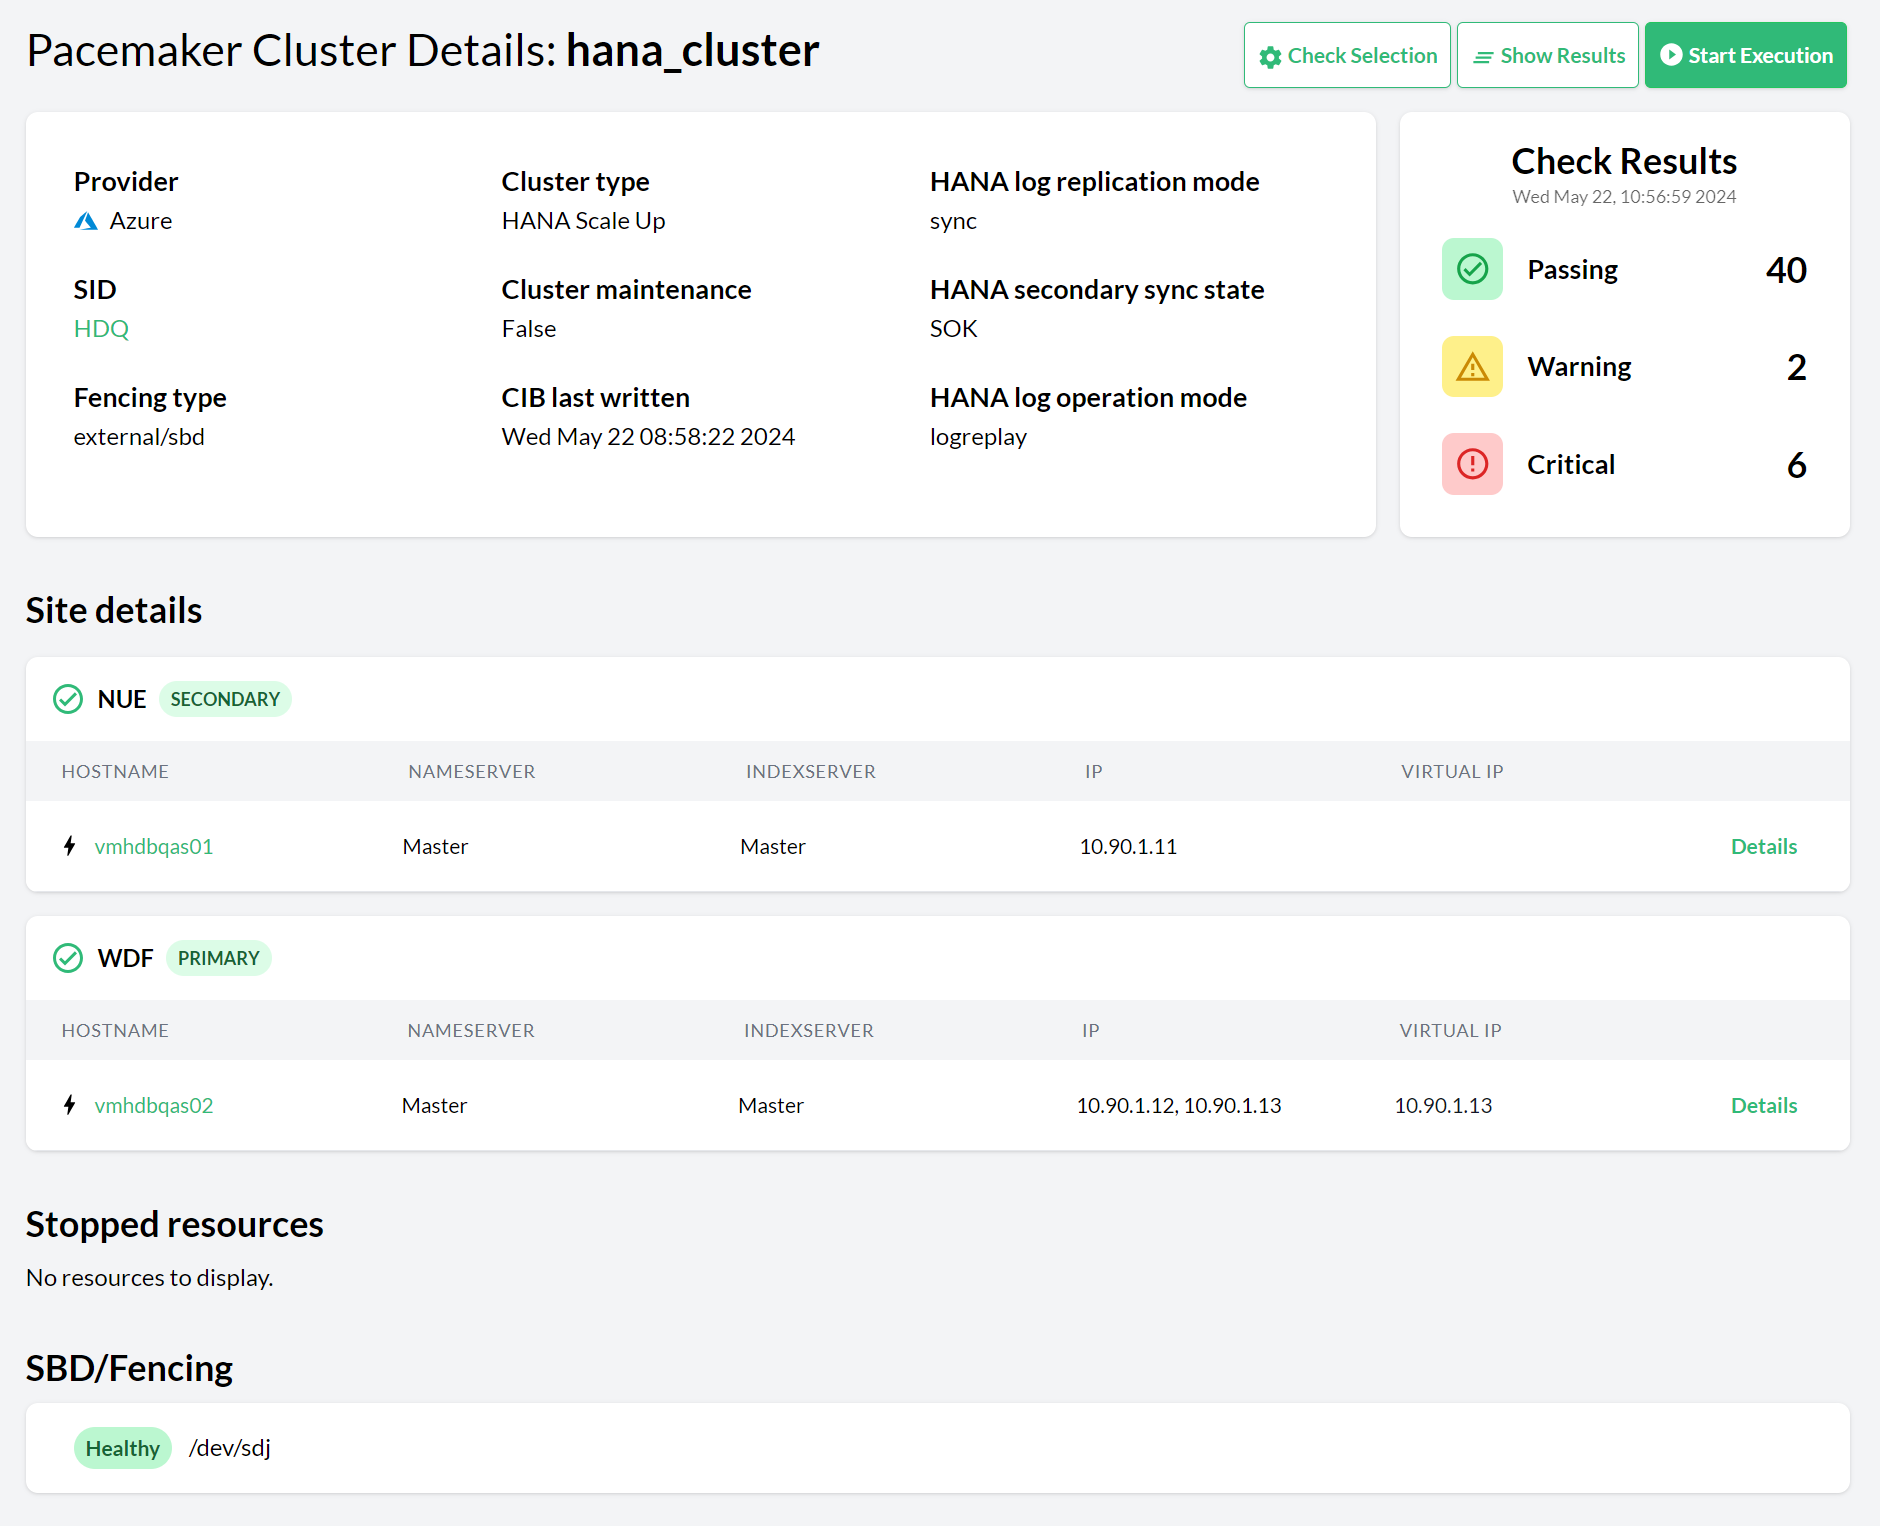 Pacemaker Cluster Details: hana_cluster
Check Selection
Show Results
Start Execution
Provider
Azure
Cluster type
HANA Scale Up
HANA log replication mode
sync
SID
HDQ
Cluster maintenance
False
HANA secondary sync state
SOK
Fencing type
external/sbd
CIB last written
Wed May 22 08:58:22 2024
HANA log operation mode
logreplay
Check Results
Wed May 22, 10:56:59 2024
Passing 40
Warning 2
Critical 6
Site details
NUE SECONDARY
HOSTNAME NAMESERVER INDEXSERVER IP VIRTUAL IP
vmhdbqas01 Master Master 10.90.1.11 Details
WDF PRIMARY
HOSTNAME NAMESERVER INDEXSERVER IP VIRTUAL IP
vmhdbqas02 Master Master 10.90.1.12, 10.90.1.13 10.90.1.13 Details
Stopped resources
No resources to display.
SBD/Fencing
Healthy /dev/sdj